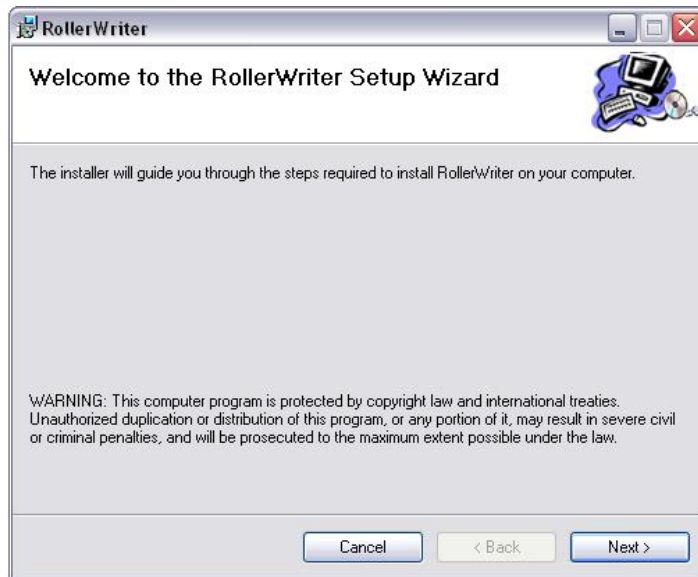 RollerWriter
Welcome to the RollerWriter Setup Wizard
The installer will guide you through the steps required to install RollerWriter on your computer.
WARNING: This computer program is protected by copyright law and international treaties.
Unauthorized duplication or distribution of this program, or any portion of it, may result in severe civil
or criminal penalties, and will be prosecuted to the maximum extent possible under the law.
Cancel
< Back
Next >